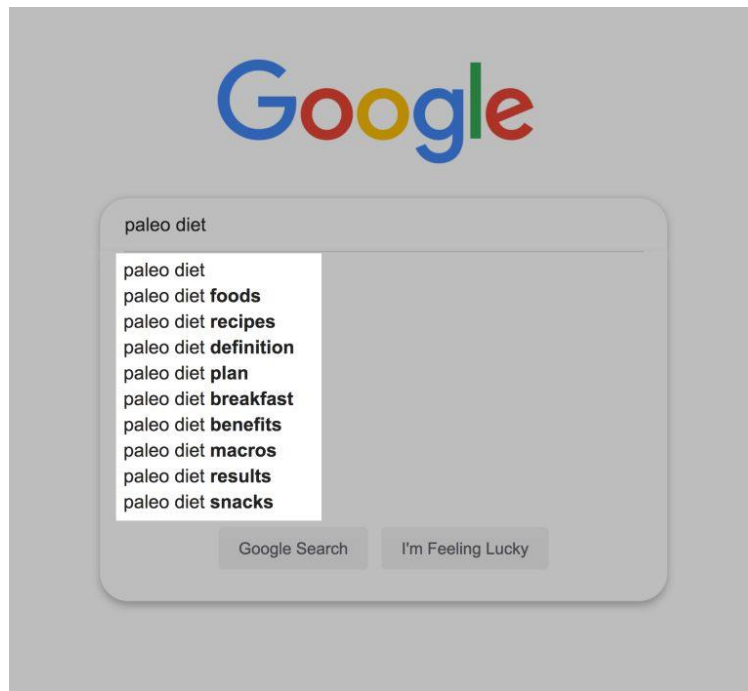 Google
paleo diet
paleo diet
paleo diet foods
paleo diet recipes
paleo diet definition
paleo diet plan
paleo diet breakfast
paleo diet benefits
paleo diet macros
paleo diet results
paleo diet snacks
Google Search I'm Feeling Lucky